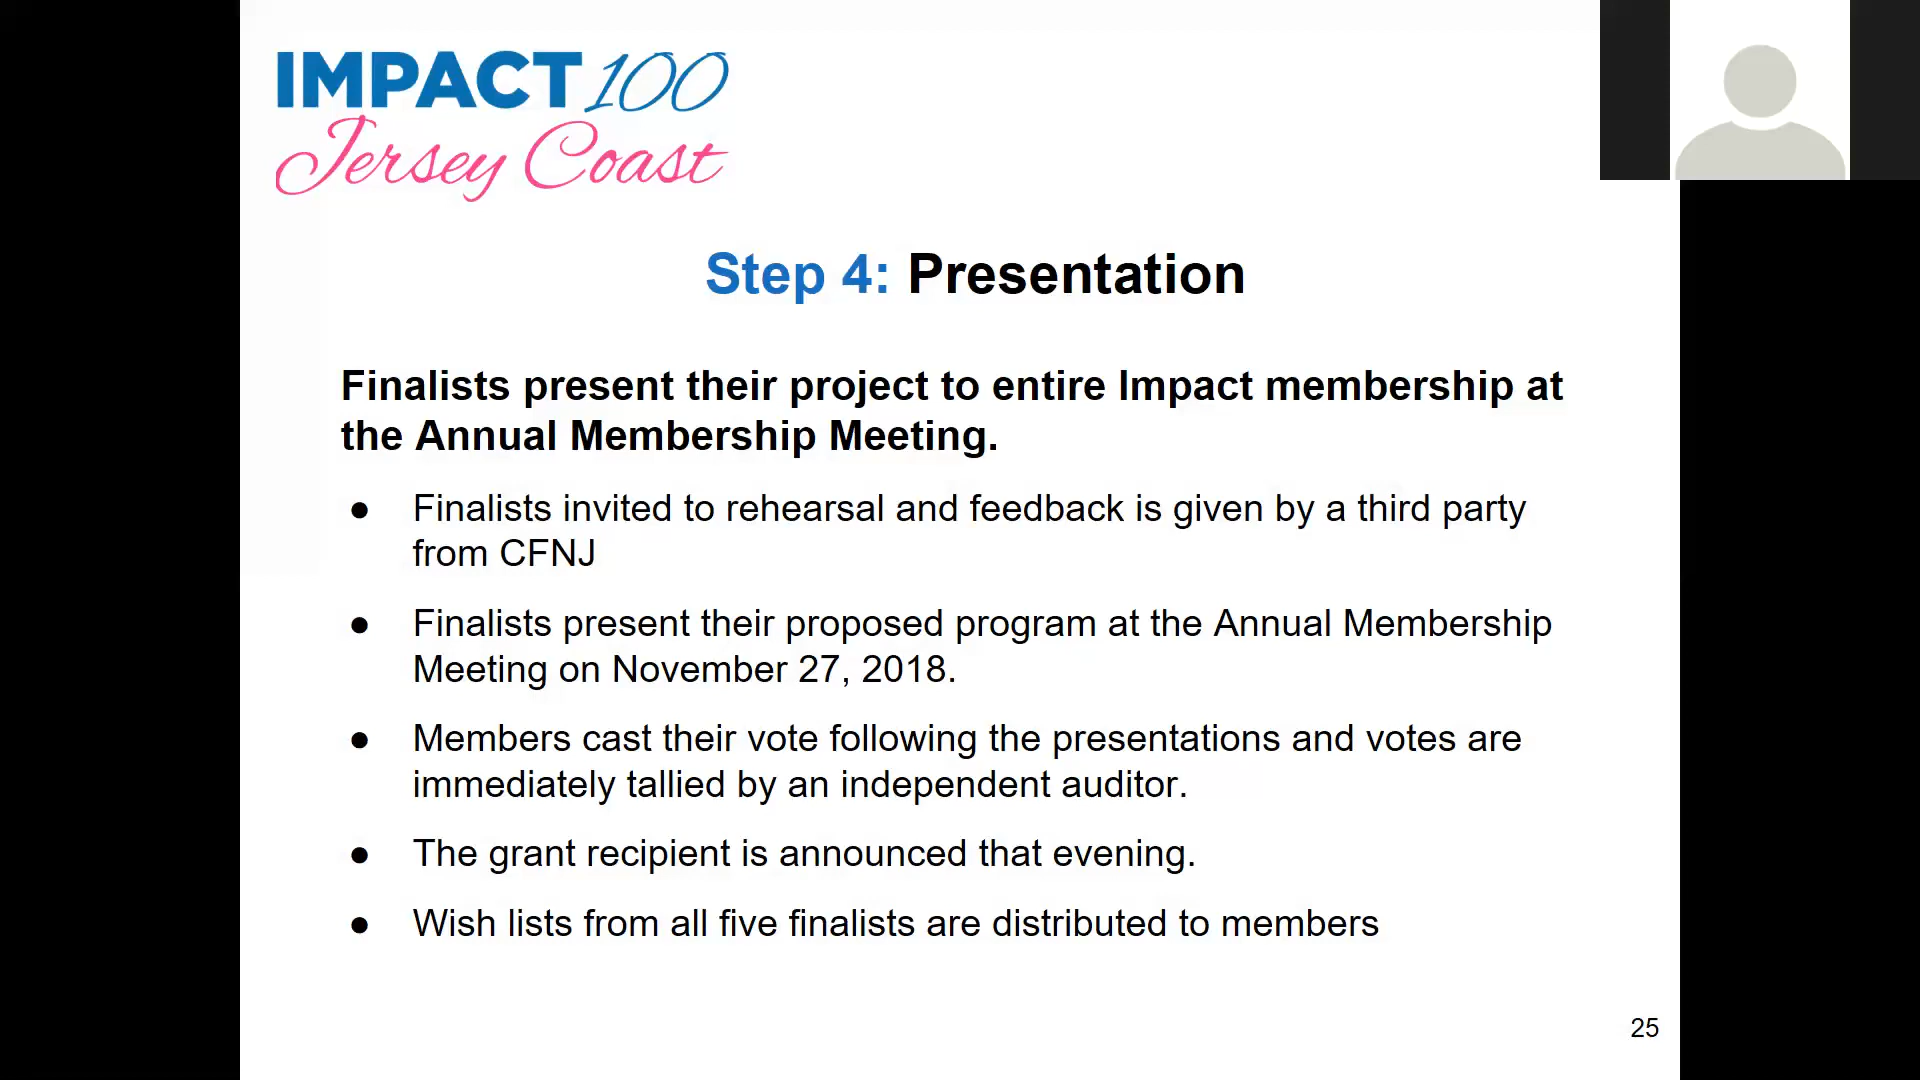 IMPACT 100
Jersey Coast
Step 4: Presentation
Finalists present their project to entire Impact membership at
the Annual Membership Meeting.
● Finalists invited to rehearsal and feedback is given by a third party
from CFNJ
● Finalists present their proposed program at the Annual Membership
Meeting on November 27, 2018.
● Members cast their vote following the presentations and votes are
immediately tallied by an independent auditor.
● The grant recipient is announced that evening.
● Wish lists from all five finalists are distributed to members
25